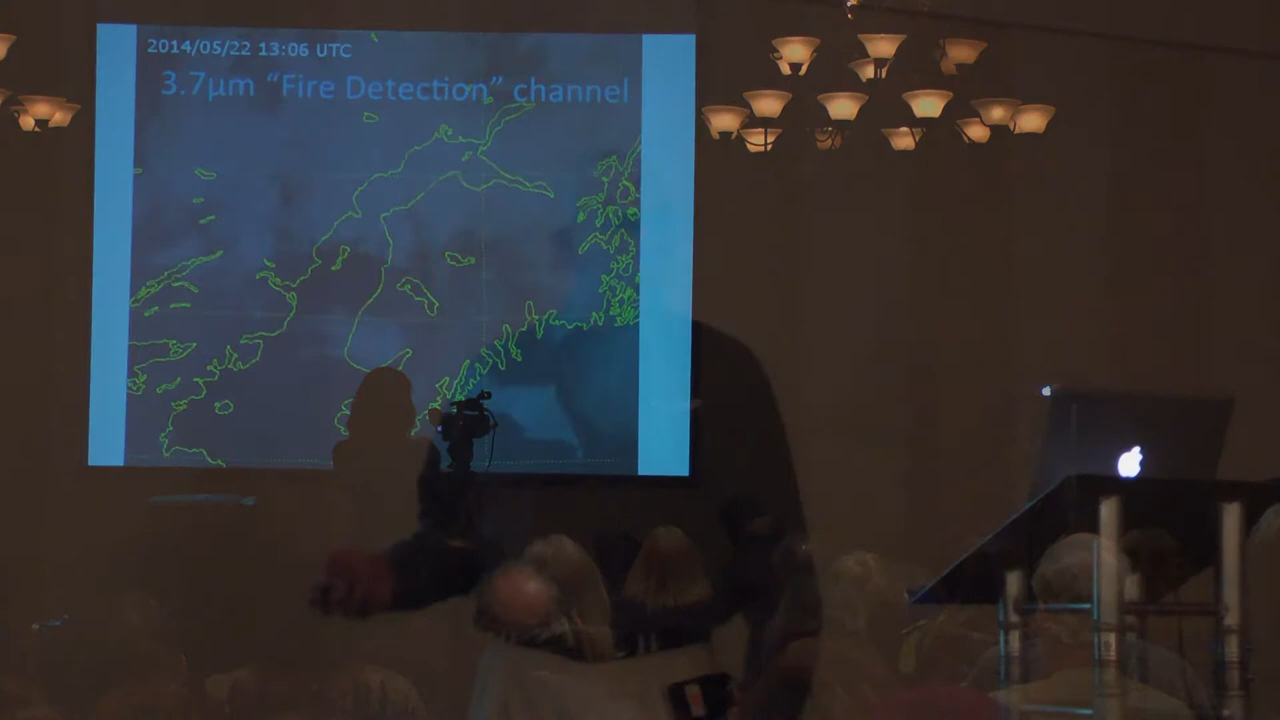 2014/05/22 13:06 UTC
3.7µm “Fire Detection” channel